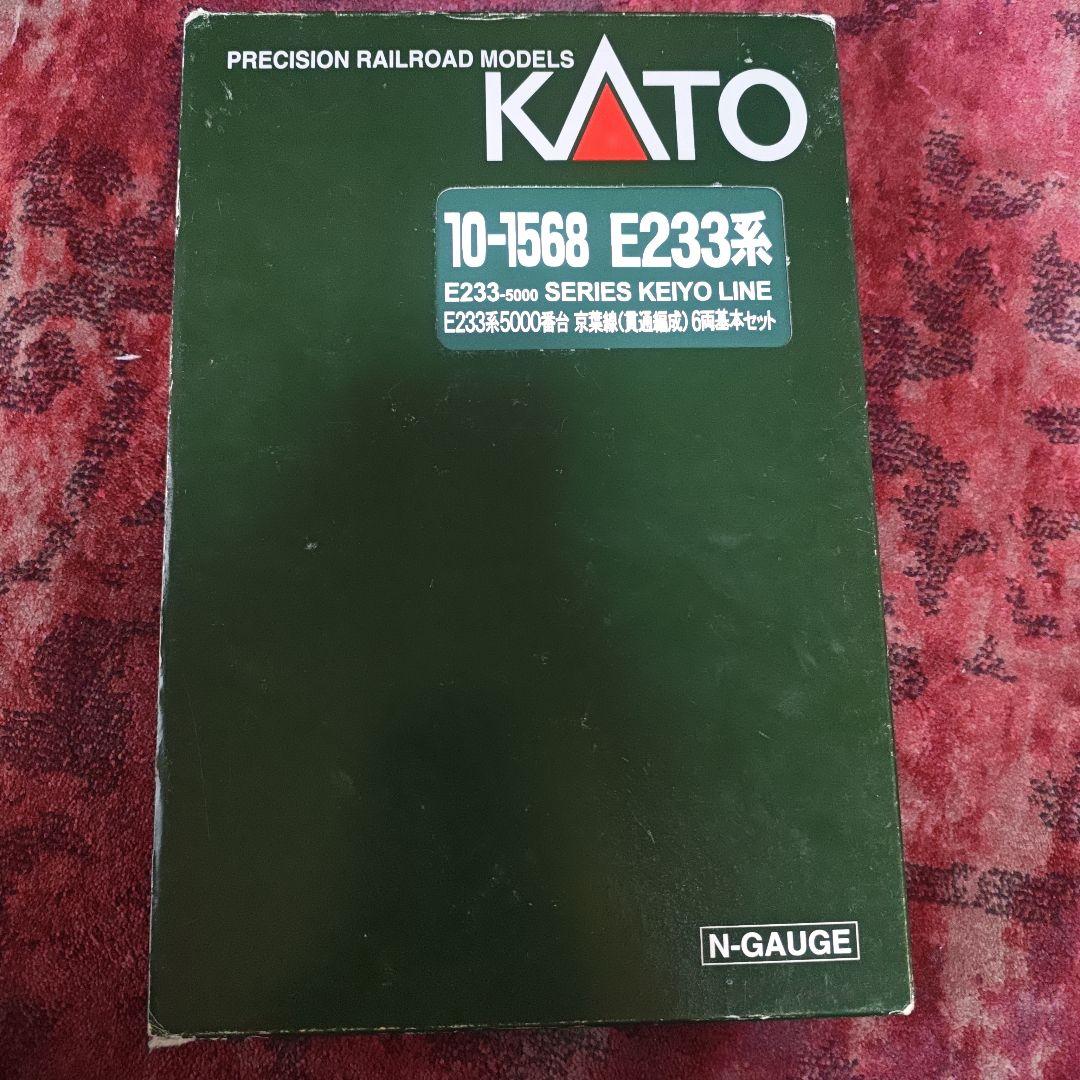 PRECISION RAILROAD MODELS
KATO
10-1568 E233系
E233-5000 SERIES KEIYO LINE
E233系5000番台 京葉線(貫通編成) 6両基本セット
N-GAUGE